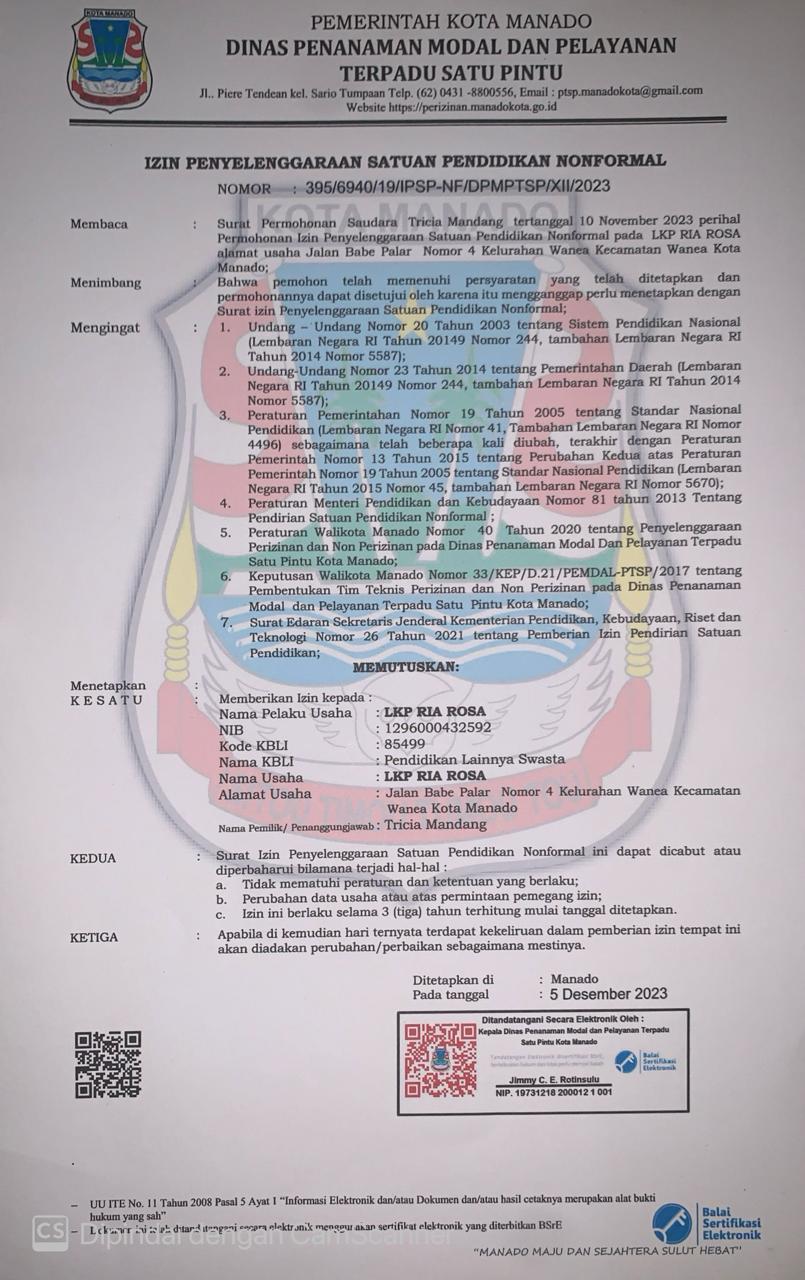 KOTA MANADO
PEMERINTAH KOTA MANADO
DINAS PENANAMAN MODAL DAN PELAYANAN
TERPADU SATU PINTU
Jl.. Piere Tendean kel. Sario Tumpaan Telp. (62) 0431 -8800556, Email : ptsp.manadokota@gmail.com
Website https://perizinan.manadokota.go.id
IZIN PENYELENGGARAAN SATUAN PENDIDIKAN NONFORMAL
NOMOR : 395/6940/19/IPSP-NF/DPMPTSP/XII/2023
KOTA MANADO
Membaca : Surat Permohonan Saudara Tricia Mandang tertanggal 10 November 2023 perihal
Permohonan Izin Penyelenggaraan Satuan Pendidikan Nonformal pada LKP RIA ROSA
alamat usaha Jalan Babe Palar Nomor 4 Kelurahan Wanea Kecamatan Wanea Kota
Manado;
Menimbang : Bahwa pemohon telah memenuhi persyaratan yang telah ditetapkan dan
permohonannya dapat disetujui oleh karena itu mengganggap perlu menetapkan dengan
Surat izin Penyelenggaraan Satuan Pendidikan Nonformal;
Mengingat : 1. Undang – Undang Nomor 20 Tahun 2003 tentang Sistem Pendidikan Nasional
(Lembaran Negara RI Tahun 20149 Nomor 244, tambahan Lembaran Negara RI
Tahun 2014 Nomor 5587);
2. Undang-Undang Nomor 23 Tahun 2014 tentang Pemerintahan Daerah (Lembaran
Negara RI Tahun 20149 Nomor 244, tambahan Lembaran Negara RI Tahun 2014
Nomor 5587);
3. Peraturan Pemerintahan Nomor 19 Tahun 2005 tentang Standar Nasional
Pendidikan (Lembaran Negara RI Nomor 41, Tambahan Lembaran Negara RI Nomor
4496) sebagaimana telah beberapa kali diubah, terakhir dengan Peraturan
Pemerintah Nomor 13 Tahun 2015 tentang Perubahan Kedua atas Peraturan
Pemerintah Nomor 19 Tahun 2005 tentang Standar Nasional Pendidikan (Lembaran
Negara RI Tahun 2015 Nomor 45, tambahan Lembaran Negara RI Nomor 5670);
4. Peraturan Menteri Pendidikan dan Kebudayaan Nomor 81 tahun 2013 Tentang
Pendirian Satuan Pendidikan Nonformal ;
5. Peraturan Walikota Manado Nomor 40 Tahun 2020 tentang Penyelenggaraan
Perizinan dan Non Perizinan pada Dinas Penanaman Modal Dan Pelayanan Terpadu
Satu Pintu Kota Manado;
6. Keputusan Walikota Manado Nomor 33/KEP/D.21/PEMDAL-PTSP/2017 tentang
Pembentukan Tim Teknis Perizinan dan Non Perizinan pada Dinas Penanaman
Modal dan Pelayanan Terpadu Satu Pintu Kota Manado;
7. Surat Edaran Sekretaris Jenderal Kementerian Pendidikan, Kebudayaan, Riset dan
Teknologi Nomor 26 Tahun 2021 tentang Pemberian Izin Pendirian Satuan
Pendidikan;
MEMUTUSKAN:
Menetapkan :
K E S A T U : Memberikan Izin kepada :
Nama Pelaku Usaha : LKP RIA ROSA
NIB : 1296000432592
Kode KBLI : 85499
Nama KBLI : Pendidikan Lainnya Swasta
Nama Usaha : LKP RIA ROSA
Alamat Usaha : Jalan Babe Palar Nomor 4 Kelurahan Wanea Kecamatan
Wanea Kota Manado
Nama Pemilik/ Penanggungjawab : Tricia Mandang
KEDUA : Surat Izin Penyelenggaraan Satuan Pendidikan Nonformal ini dapat dicabut atau
diperbaharui bilamana terjadi hal-hal :
a. Tidak mematuhi peraturan dan ketentuan yang berlaku;
b. Perubahan data usaha atau atas permintaan pemegang izin;
c. Izin ini berlaku selama 3 (tiga) tahun terhitung mulai tanggal ditetapkan.
KETIGA : Apabila di kemudian hari ternyata terdapat kekeliruan dalam pemberian izin tempat ini
akan diadakan perubahan/perbaikan sebagaimana mestinya.
Ditetapkan di : Manado
Pada tanggal : 5 Desember 2023
Ditandatangani Secara Elektronik Oleh :
Kepala Dinas Penanaman Modal dan Pelayanan Terpadu
Satu Pintu Kota Manado
Balai
Sertifikasi
Elektronik
Jimmy C. E. Rotinsulu
NIP. 19731218 200012 1 001
– UU ITE No. 11 Tahun 2008 Pasal 5 Ayat 1 “Informasi Elektronik dan/atau Dokumen dan/atau hasil cetaknya merupakan alat bukti
hukum yang sah”
– Dokumen ini telah ditandatangani secara elektronik menggunakan sertifikat elektronik yang diterbitkan BSrE
CS Dipindai dengan CamScanner
Balai
Sertifikasi
Elektronik
"MANADO MAJU DAN SEJAHTERA SULUT HEBAT"